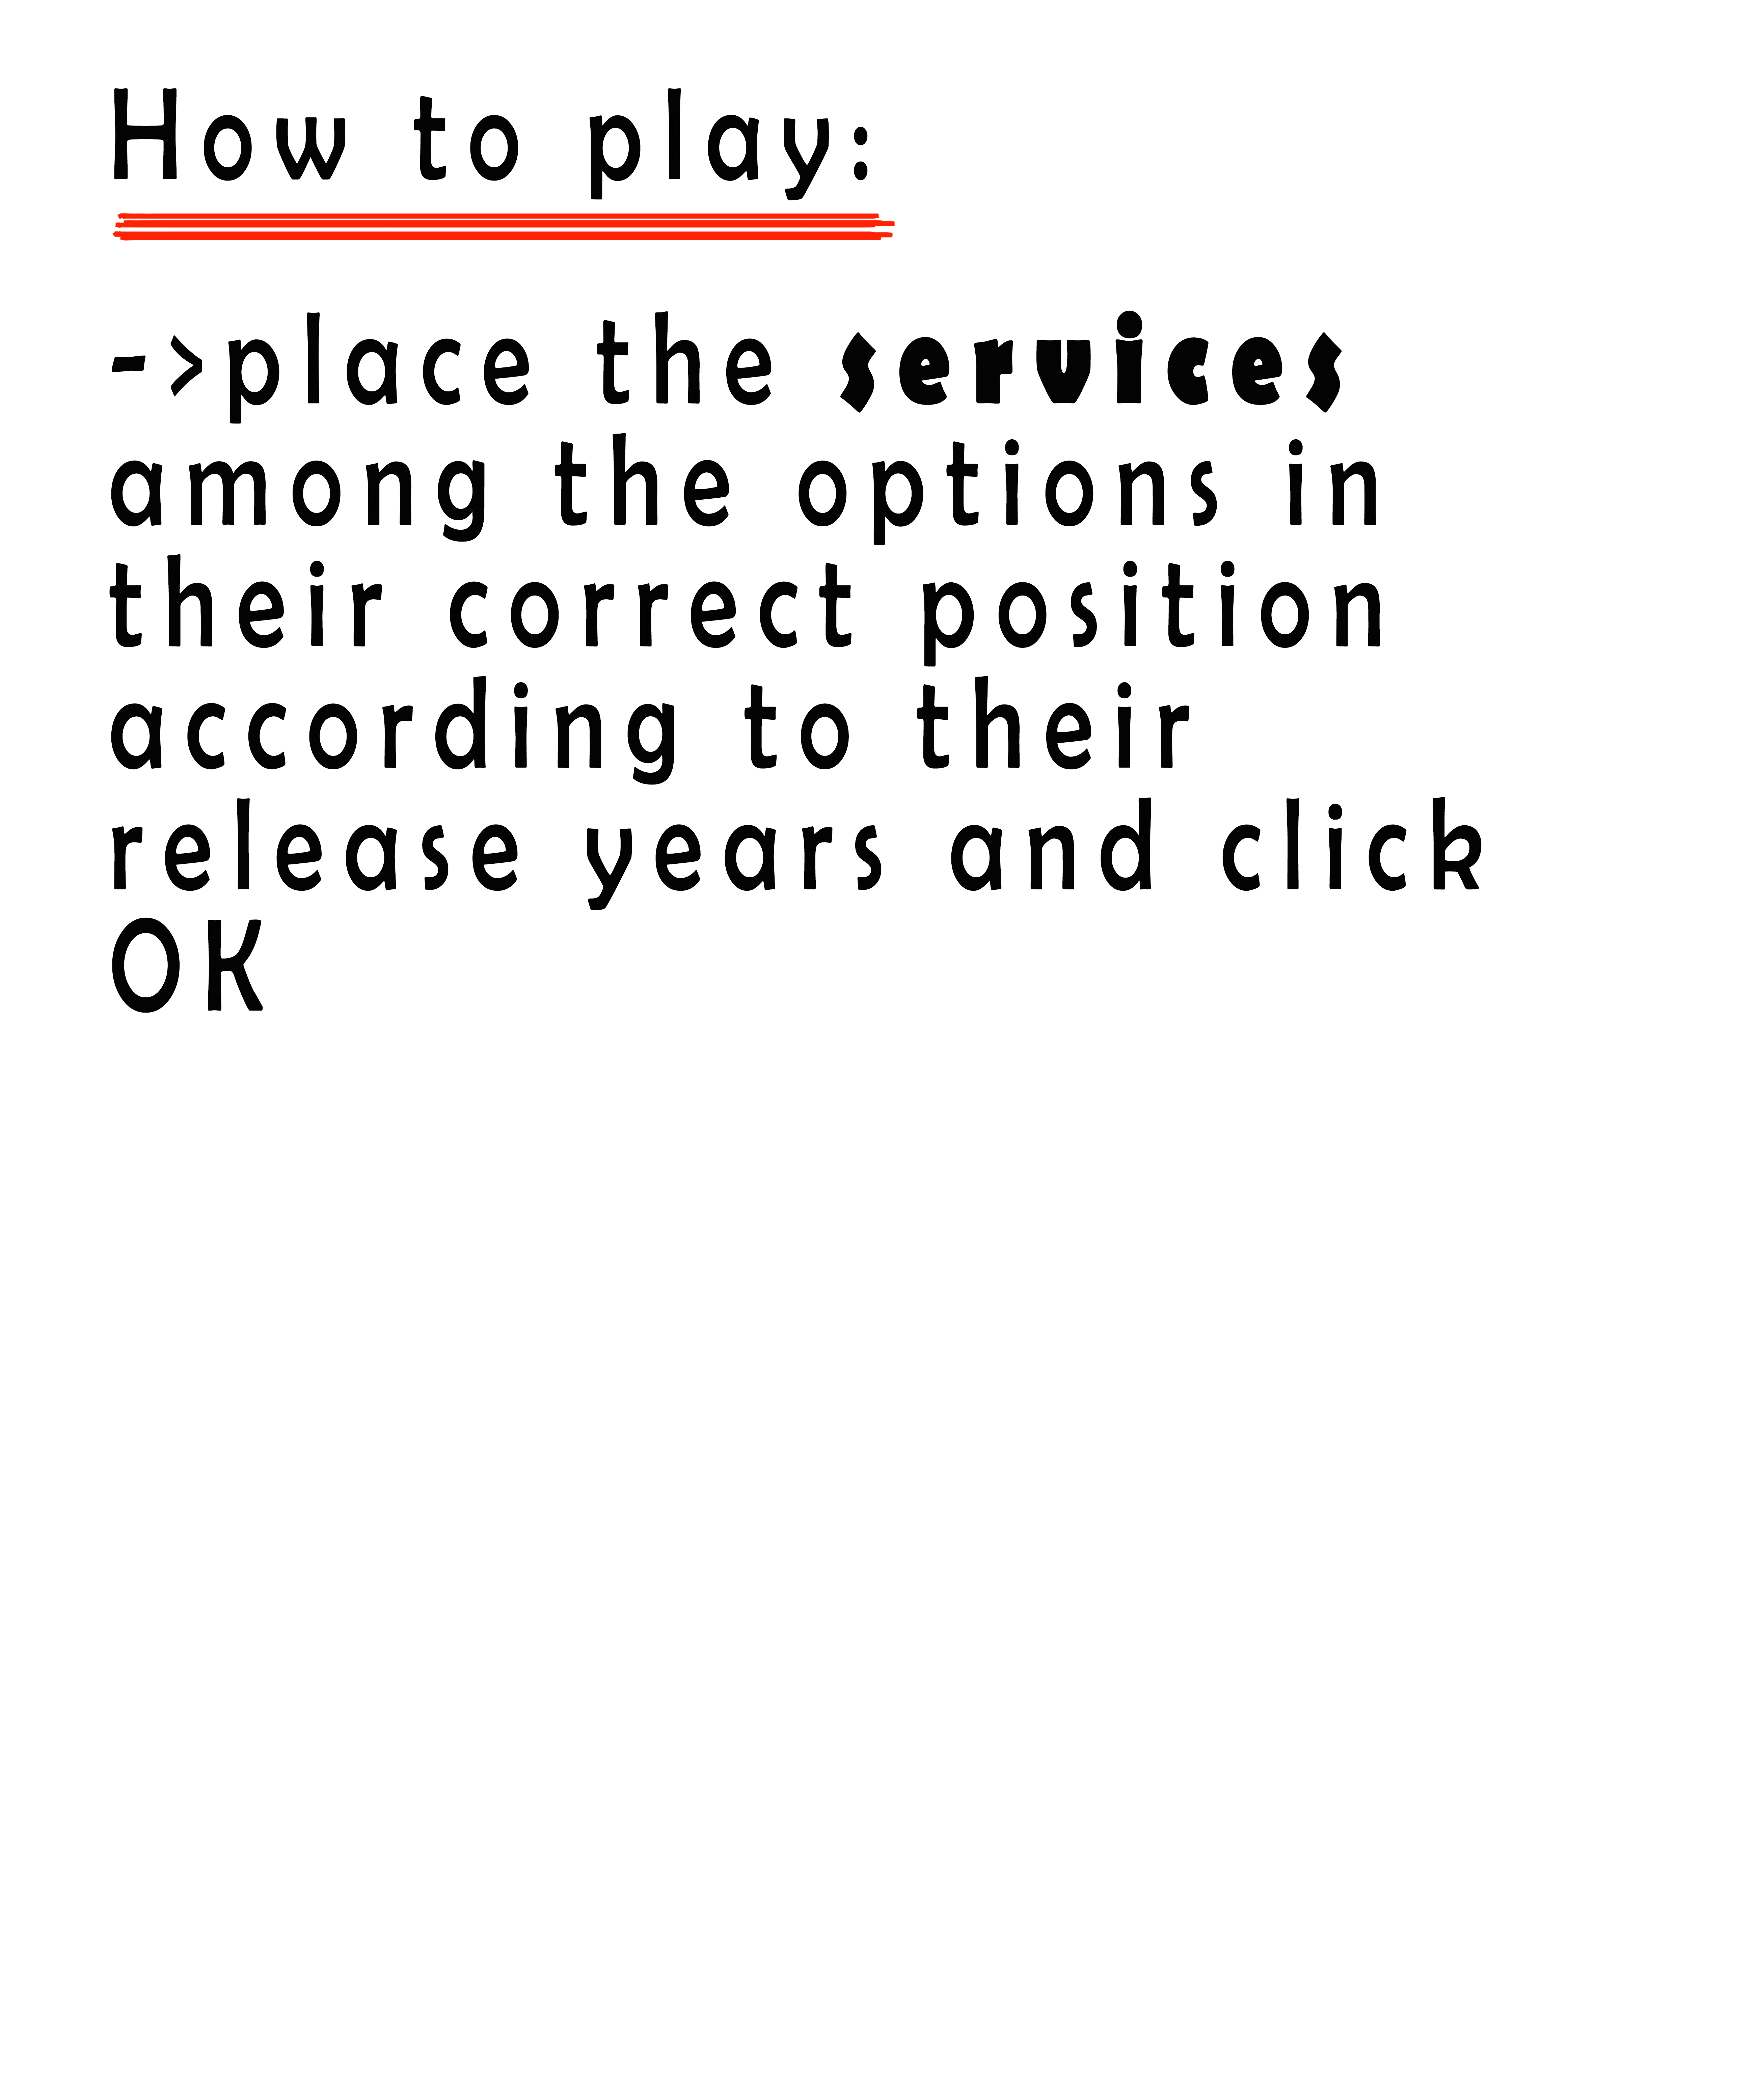 How to play:
->place the services
among the options in
their correct position
according to their
release years and click
OK